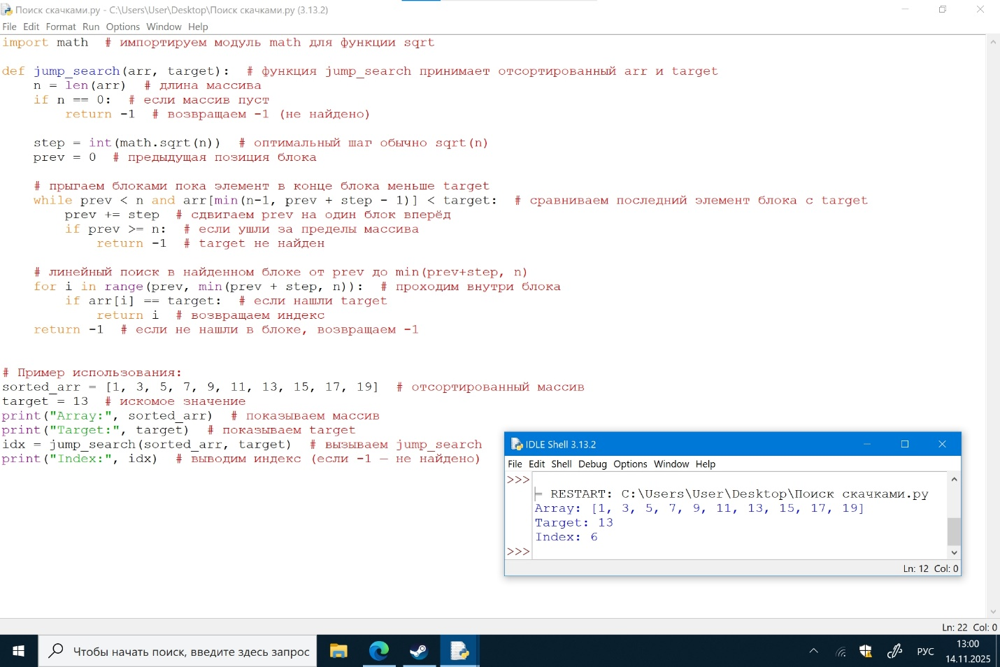 Поиск скачками.py - C:\Users\User\Desktop\Поиск скачками.py (3.13.2)
File Edit Format Run Options Window Help
import math  # импортируем модуль math для функции sqrt
def jump_search(arr, target):  # функция jump_search принимает отсортированный arr и target
    n = len(arr)  # длина массива
    if n == 0:  # если массив пуст
        return -1  # возвращаем -1 (не найдено)
    step = int(math.sqrt(n))  # оптимальный шаг обычно sqrt(n)
    prev = 0  # предыдущая позиция блока
    # прыгаем блоками пока элемент в конце блока меньше target
    while prev < n and arr[min(n-1, prev + step - 1)] < target:  # сравниваем последний элемент блока с target
        prev += step  # сдвигаем prev на один блок вперёд
        if prev >= n:  # если ушли за пределы массива
            return -1  # target не найден
    # линейный поиск в найденном блоке от prev до min(prev+step, n)
    for i in range(prev, min(prev + step, n)):  # проходим внутри блока
        if arr[i] == target:  # если нашли target
            return i  # возвращаем индекс
    return -1  # если не нашли в блоке, возвращаем -1
# Пример использования:
sorted_arr = [1, 3, 5, 7, 9, 11, 13, 15, 17, 19]  # отсортированный массив
target = 13  # искомое значение
print("Array:", sorted_arr)  # показываем массив
print("Target:", target)  # показываем target
idx = jump_search(sorted_arr, target)  # вызываем jump_search
print("Index:", idx)  # выводим индекс (если -1 — не найдено)
IDLE Shell 3.13.2
File Edit Shell Debug Options Window Help
>>>
= RESTART: C:\Users\User\Desktop\Поиск скачками.py
Array: [1, 3, 5, 7, 9, 11, 13, 15, 17, 19]
Target: 13
Index: 6
>>>
Ln: 12 Col: 0
Ln: 22 Col: 0
Чтобы начать поиск, введите здесь запрос
РУС
13:00
14.11.2025